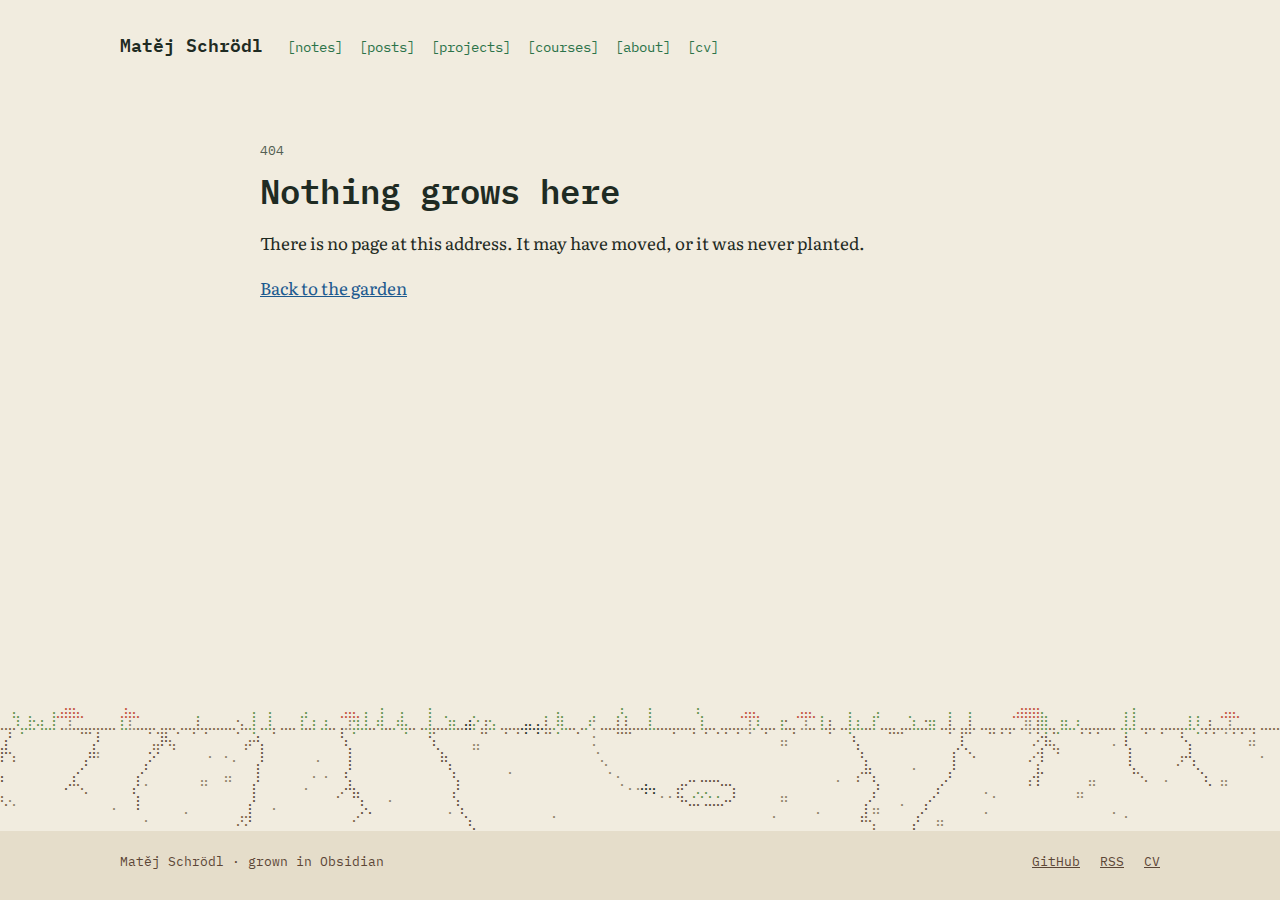 Matěj Schrödl [notes] [posts] [projects] [courses] [about] [cv]
404
Nothing grows here
There is no page at this address. It may have moved, or it was never planted.
Back to the garden
Matěj Schrödl · grown in Obsidian GitHub RSS CV